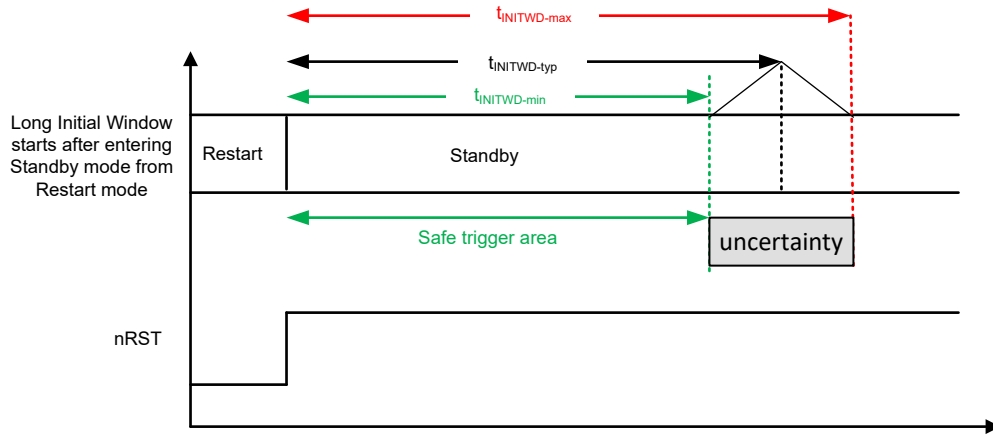 tINITWD-max
tINITWD-typ
tINITWD-min
Long Initial Window
starts after entering
Standby mode from
Restart mode
Restart
Standby
Safe trigger area
uncertainty
nRST